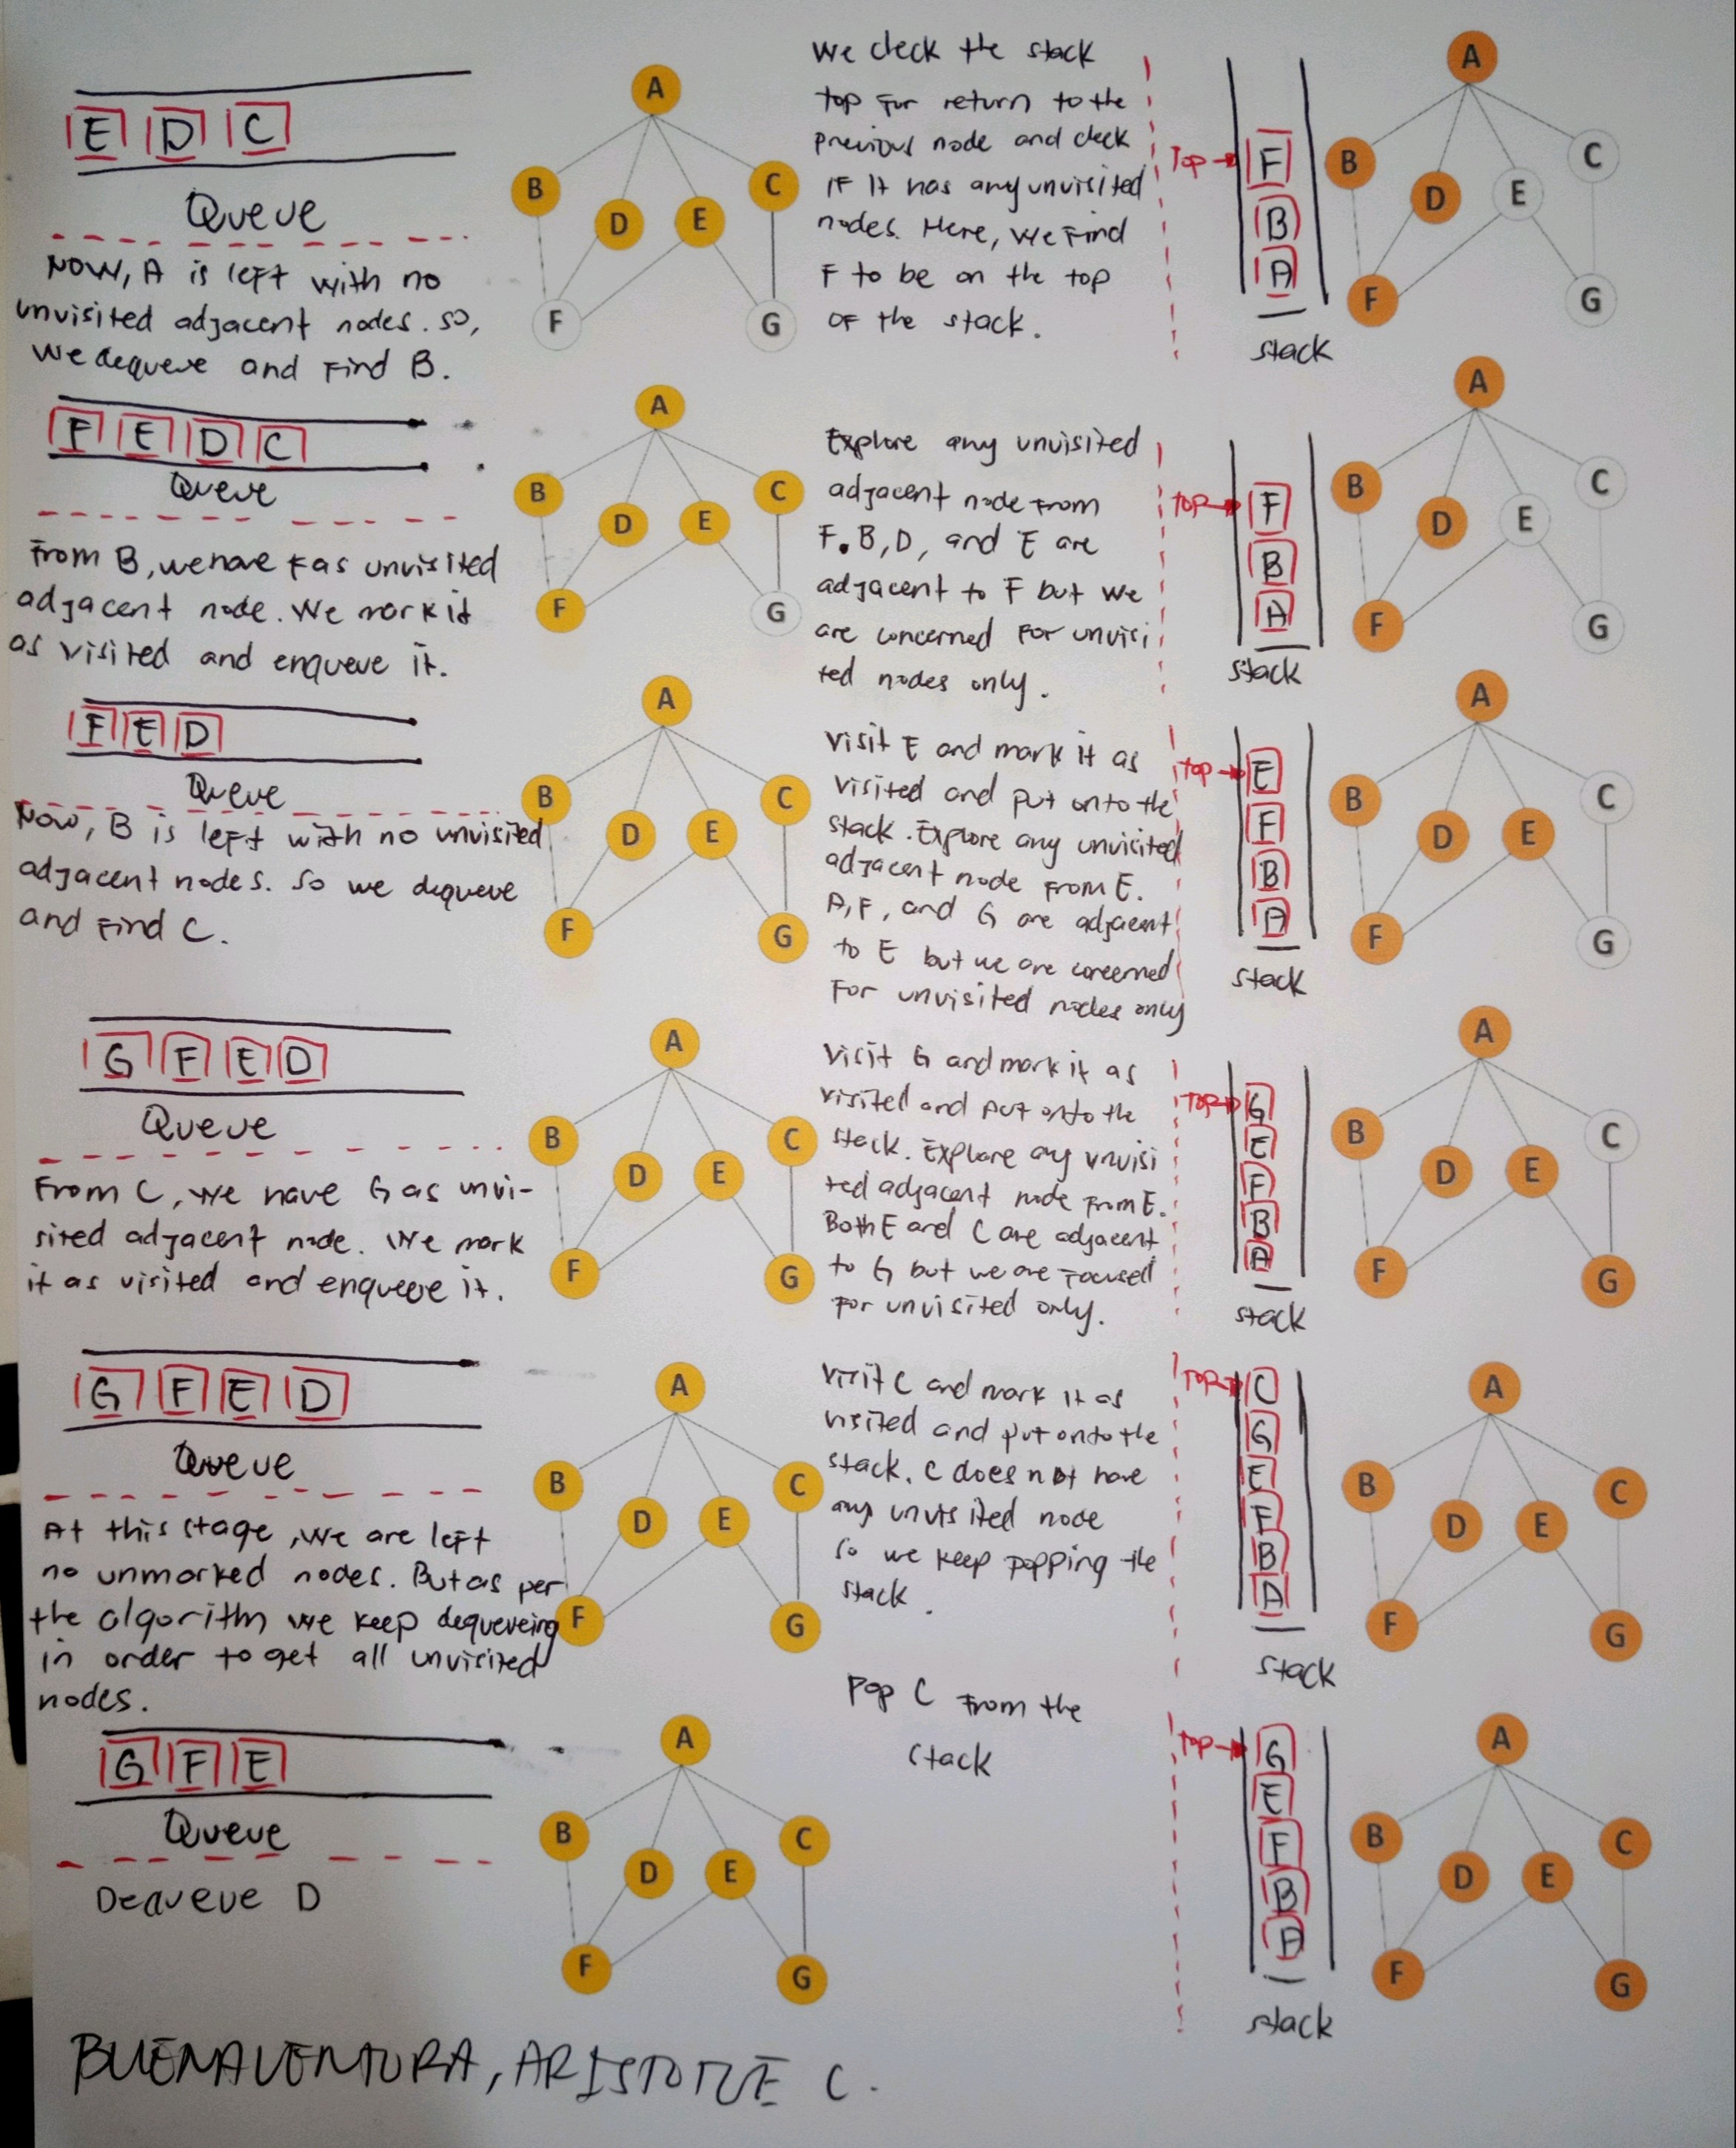 E D C
Queue
NOW, A is left with no
unvisited adjacent nodes. so,
we dequeue and Find B.
F E D C
Queue
From B, we have F as unvisited
adjacent node. We mark it
as visited and enqueue it.
F E D
Queue
Now, B is left with no unvisited
adjacent nodes. So we dequeue
and Find C.
G F E D
Queue
From C, We have G as unvi-
sited adjacent node. We mark
it as visited and enqueue it.
G F E D
Queue
At this stage, we are left
no unmarked nodes. But as per
the algorithm we keep dequeueing
in order to get all unvisited
nodes.
G F E
Queue
Dequeue D
A
B C
D E
F G
A
B C
D E
F G
A
B C
D E
F G
A
B C
D E
F G
A
B C
D E
F G
A
B C
D E
F G
We check the stack
top for return to the
previous node and check
IF It has any unvisited
nodes. Here, We Find
F to be on the top
OF the stack.
Explore any unvisited
adjacent node From
F. B, D, and E are
adjacent to F but we
are concerned For unvisi
ted nodes only.
Visit E and mark it as
visited and put onto the
stack. Explore any unvisited
adjacent node From E.
A, F, and G are adjacent
to E but we are concerned
For unvisited nodes only
Visit G and mark it as
visited and put onto the
stack. Explore any unvisi
ted adjacent node From E.
Both E and C are adjacent
to G but we are Focused
For unvisited only.
Visit C and mark it as
visited and put onto the
stack. C does not have
any unvisited node
So we keep popping the
stack.
Pop C From the
stack
Top F
B
A
stack
Top F
B
A
stack
Top E
F
B
A
stack
Top G
E
F
B
A
stack
Top C
G
E
F
B
A
stack
Top G
E
F
B
A
stack
A
B C
D E
F G
A
B C
D E
F G
A
B C
D E
F G
A
B C
D E
F G
A
B C
D E
F G
A
B C
D E
F G
BUENAVENTURA, ARISTOTLE C.